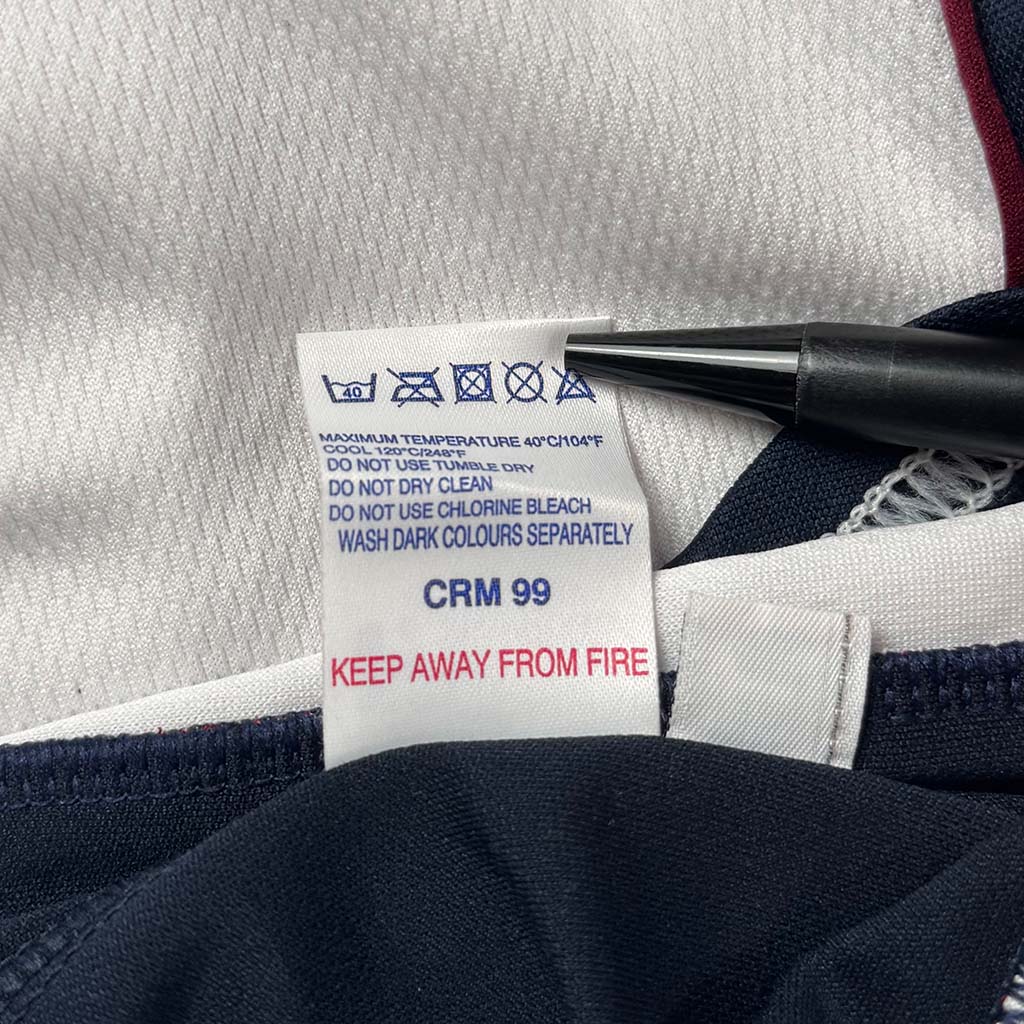 40
MAXIMUM TEMPERATURE 40°C/104°F
COOL 120°C/248°F
DO NOT USE TUMBLE DRY
DO NOT DRY CLEAN
DO NOT USE CHLORINE BLEACH
WASH DARK COLOURS SEPARATELY
CRM 99
KEEP AWAY FROM FIRE